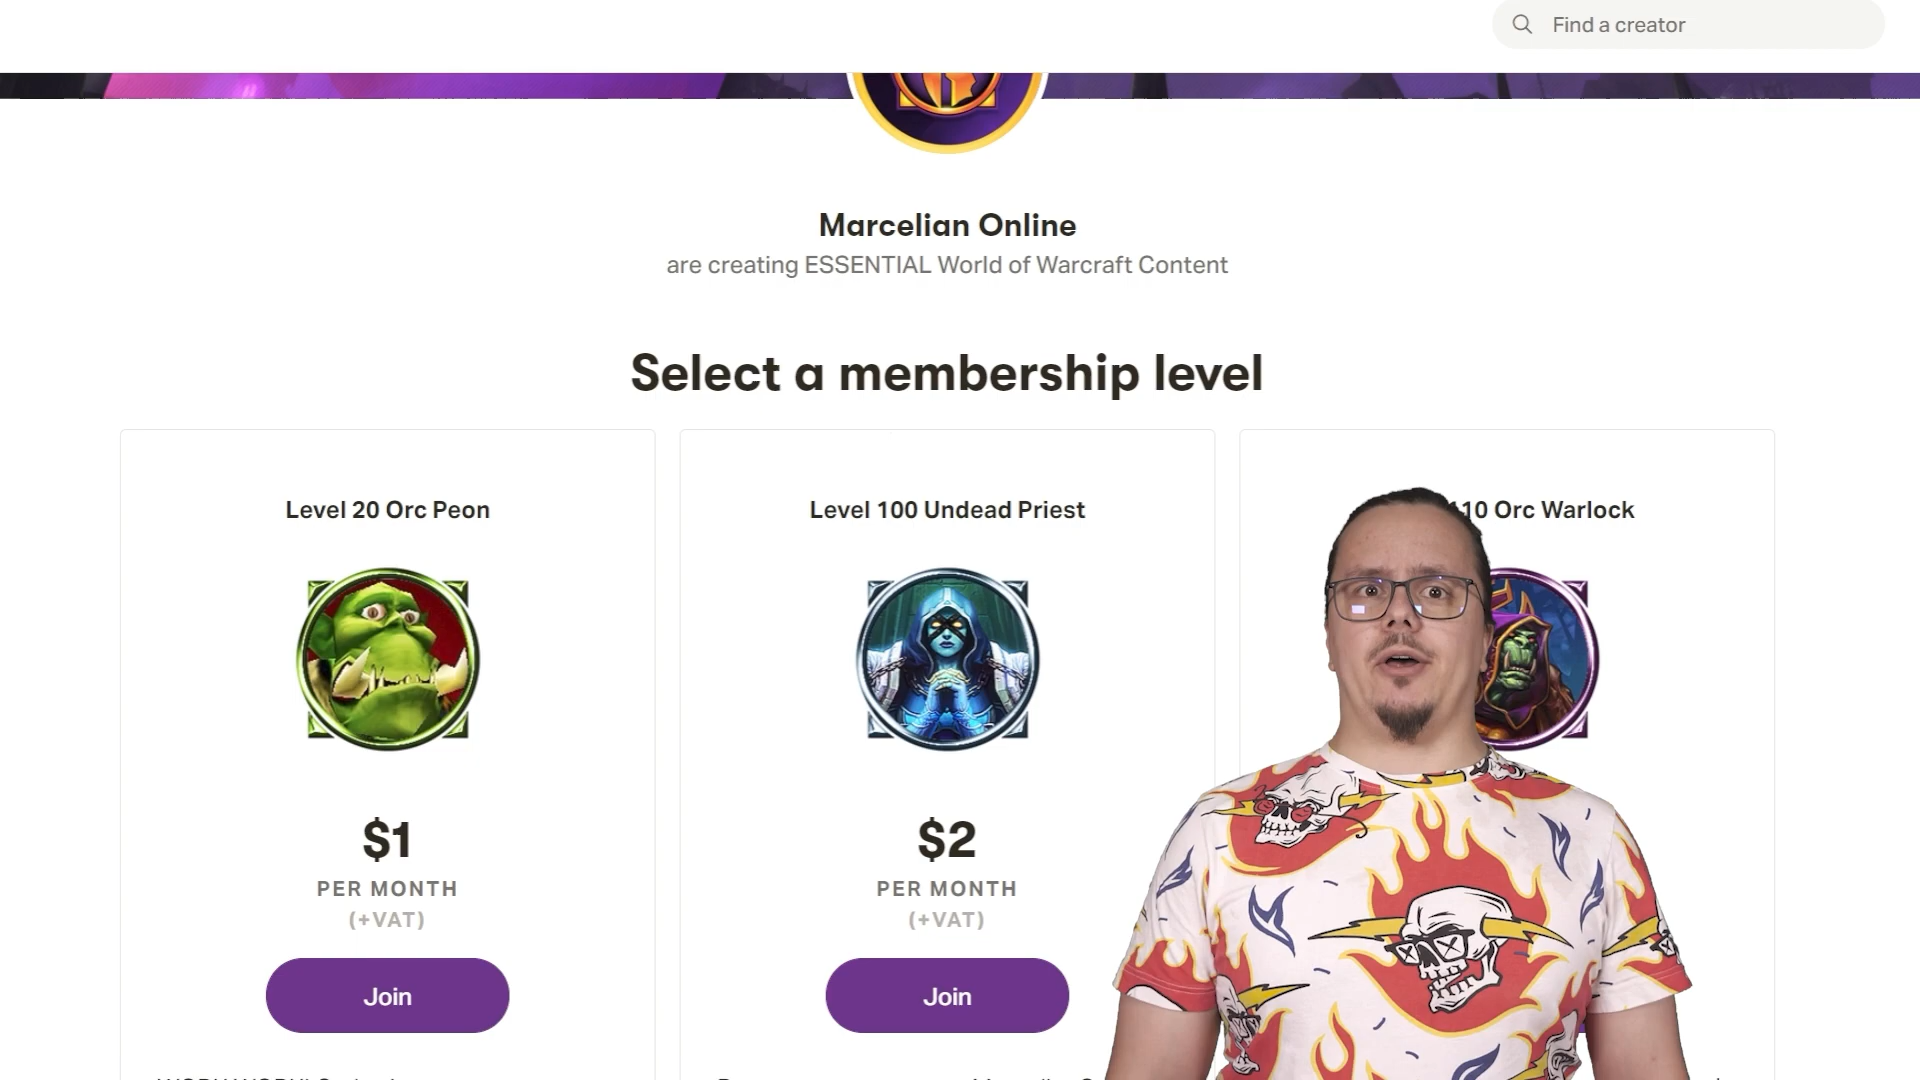 Find a creator
Marcelian Online
are creating ESSENTIAL World of Warcraft Content
Select a membership level
Level 20 Orc Peon
Level 100 Undead Priest
110 Orc Warlock
$1
PER MONTH
(+VAT)
Join
$2
PER MONTH
(+VAT)
Join